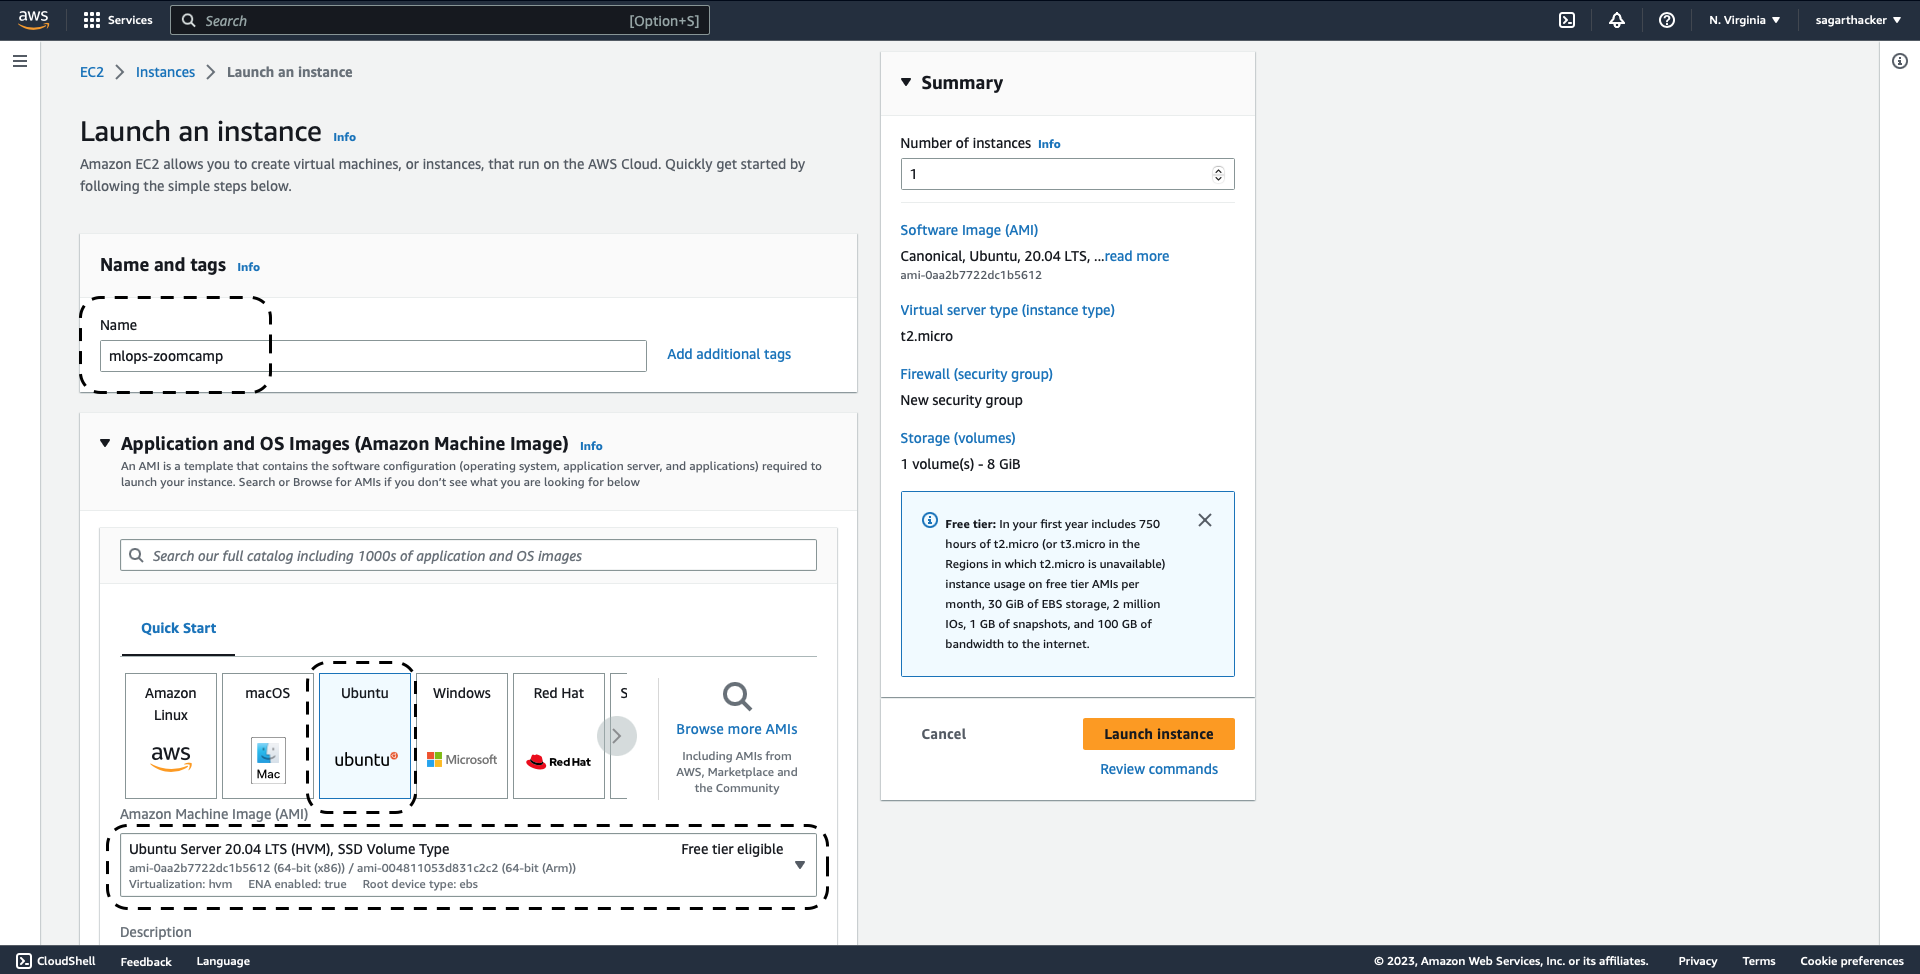 aws
Services
Search
[Option+S]
N. Virginia
sagarthacker
EC2
Instances
Launch an instance
Launch an instance Info
Amazon EC2 allows you to create virtual machines, or instances, that run on the AWS Cloud. Quickly get started by
following the simple steps below.
Name and tags Info
Name
mlops-zoomcamp
Add additional tags
Application and OS Images (Amazon Machine Image) Info
An AMI is a template that contains the software configuration (operating system, application server, and applications) required to
launch your instance. Search or Browse for AMIs if you don't see what you are looking for below
Search our full catalog including 1000s of application and OS images
Quick Start
Amazon
Linux
aws
macOS
Mac
Ubuntu
ubuntu
Windows
Microsoft
Red Hat
Red Hat
S
Browse more AMIs
Including AMIs from
AWS, Marketplace and
the Community
Amazon Machine Image (AMI)
Ubuntu Server 20.04 LTS (HVM), SSD Volume Type
Free tier eligible
ami-0aa2b7722dc1b5612 (64-bit (x86)) / ami-004811053d831c2c2 (64-bit (Arm))
Virtualization: hvm ENA enabled: true Root device type: ebs
Description
Summary
Number of instances Info
1
Software Image (AMI)
Canonical, Ubuntu, 20.04 LTS, ...read more
ami-0aa2b7722dc1b5612
Virtual server type (instance type)
t2.micro
Firewall (security group)
New security group
Storage (volumes)
1 volume(s) - 8 GiB
Free tier: In your first year includes 750
hours of t2.micro (or t3.micro in the
Regions in which t2.micro is unavailable)
instance usage on free tier AMIs per
month, 30 GiB of EBS storage, 2 million
IOs, 1 GB of snapshots, and 100 GB of
bandwidth to the internet.
Cancel
Launch instance
Review commands
CloudShell
Feedback
Language
© 2023, Amazon Web Services, Inc. or its affiliates.
Privacy
Terms
Cookie preferences